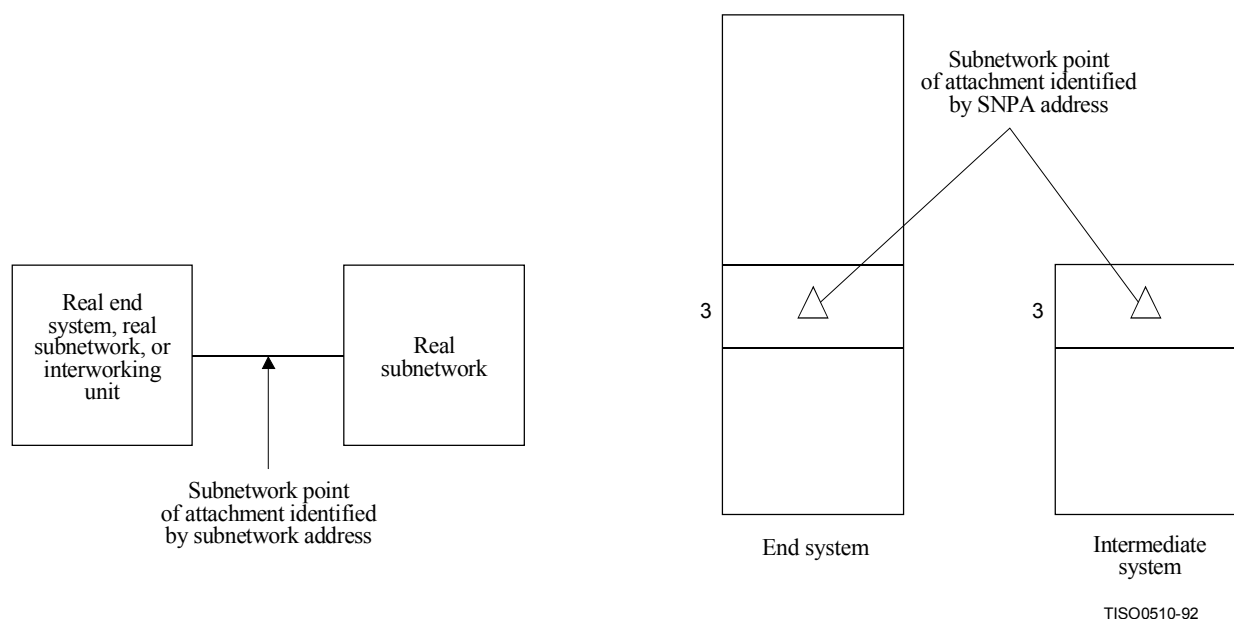 Real end
system, real
subnetwork, or
interworking
unit
Real
subnetwork
Subnetwork point
of attachment identified
by subnetwork address
Subnetwork point
of attachment identified
by SNPA address
3
3
End system
Intermediate
system
TISO0510-92